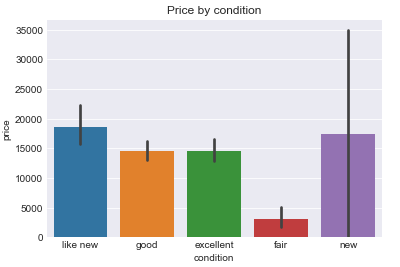 Price by condition
35000
30000
25000
20000
15000
10000
5000
0
price
like new
good
excellent
fair
new
condition